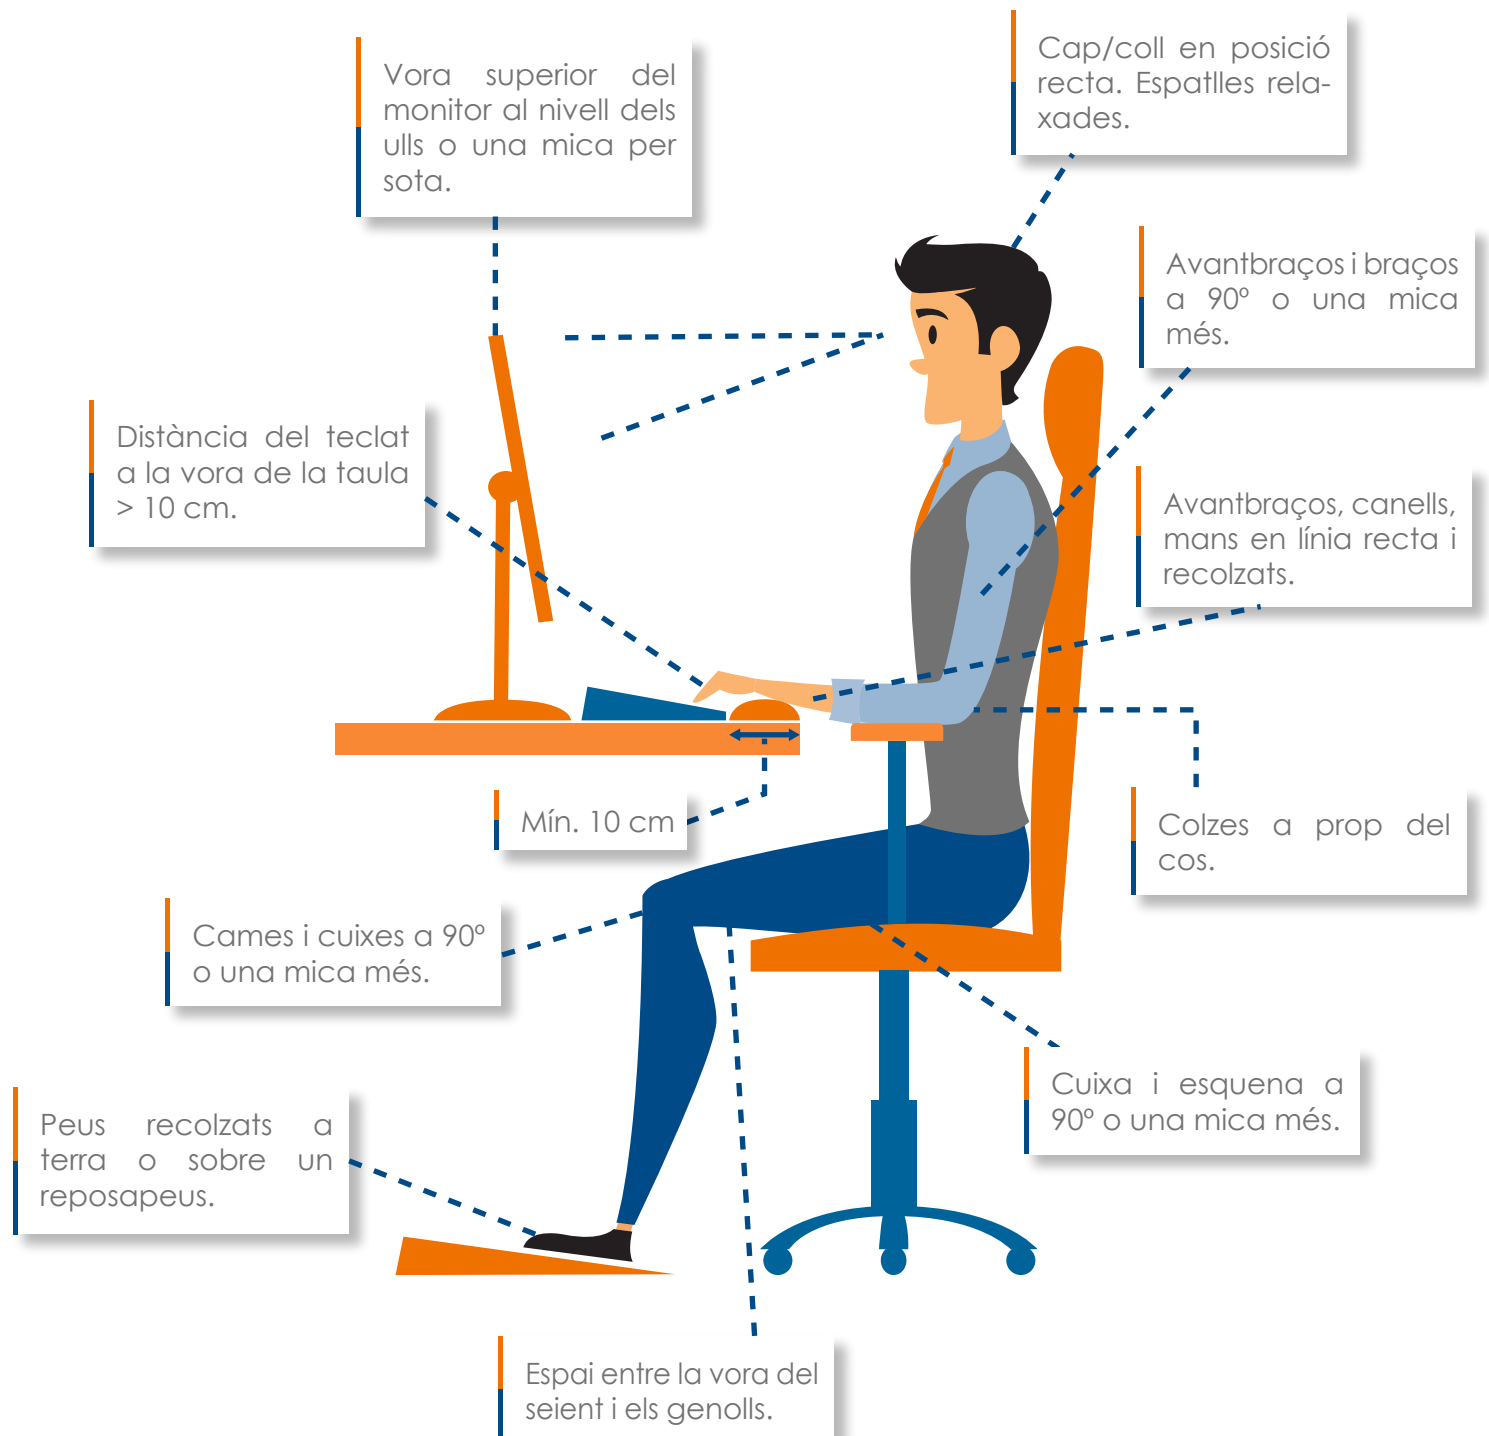 Vora superior del
monitor al nivell dels
ulls o una mica per
sota.
Cap/coll en posició
recta. Espatlles rela-
xades.
Avantbraços i braços
a 90º o una mica
més.
Distància del teclat
a la vora de la taula
> 10 cm.
Avantbraços, canells,
mans en línia recta i
recolzats.
Mín. 10 cm
Colzes a prop del
cos.
Cames i cuixes a 90º
o una mica més.
Cuixa i esquena a
90º o una mica més.
Peus recolzats a
terra o sobre un
reposapeus.
Espai entre la vora del
seient i els genolls.